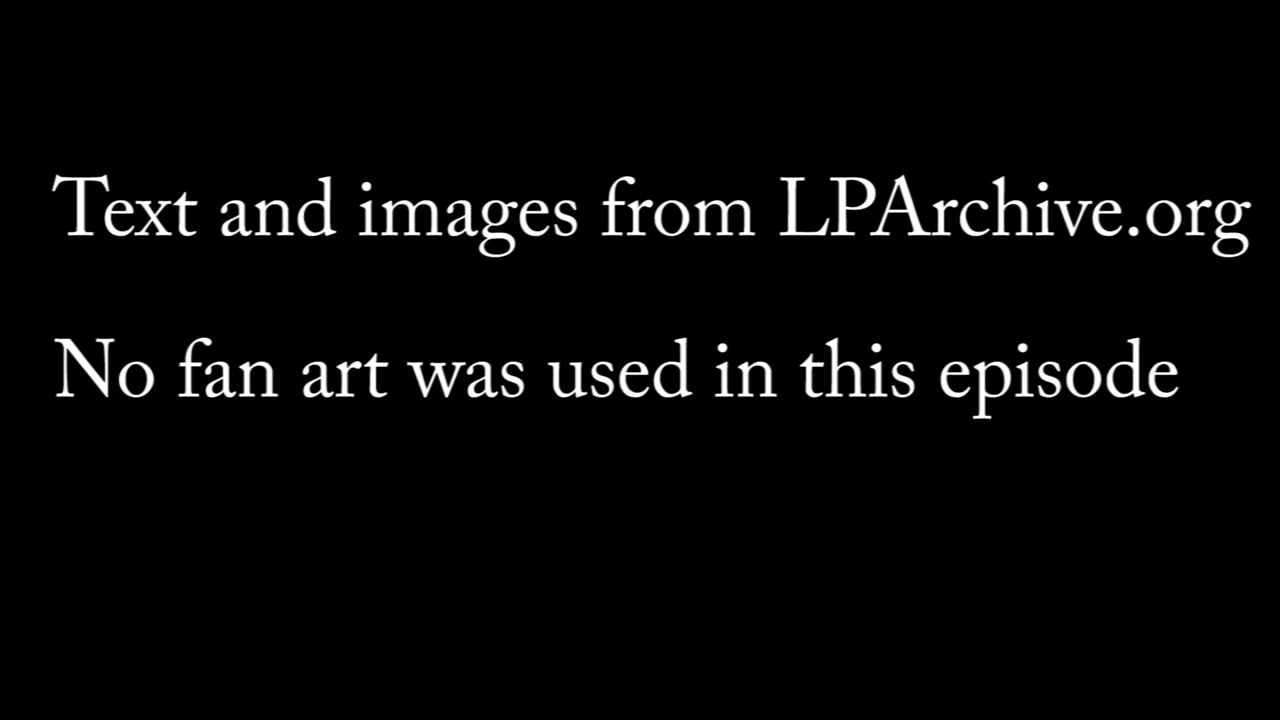 Text and images from LPArchive.org
No fan art was used in this episode